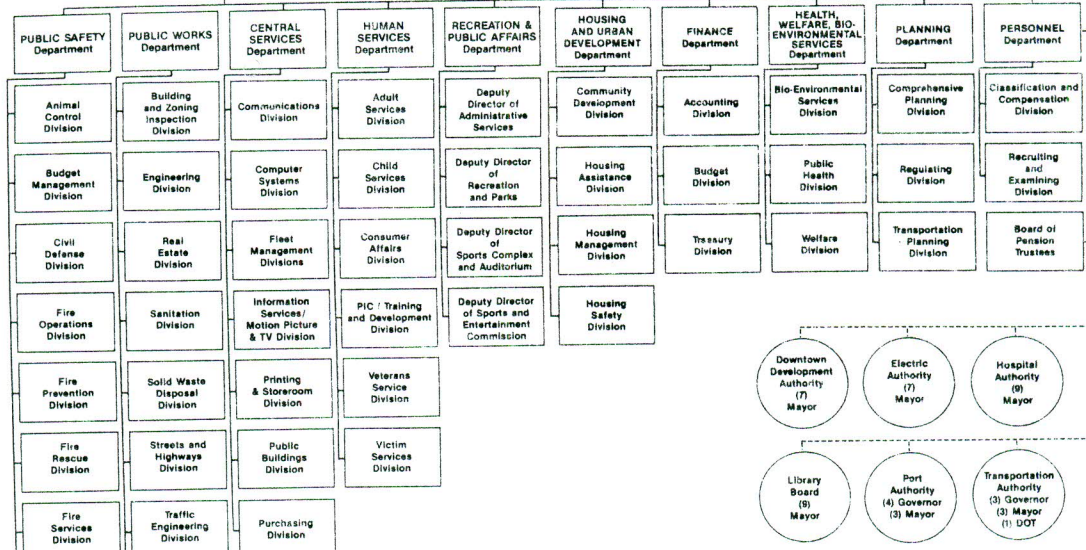 PUBLIC SAFETY
Department
PUBLIC WORKS
Department
CENTRAL
SERVICES
Department
HUMAN
SERVICES
Department
RECREATION &
PUBLIC AFFAIRS
Department
HOUSING
AND URBAN
DEVELOPMENT
Department
FINANCE
Department
HEALTH,
WELFARE, BIO-
ENVIRONMENTAL
SERVICES
Department
PLANNING
Department
PERSONNEL
Department
Animal
Control
Division
Budget
Management
Division
Civil
Defense
Division
Fire
Operations
Division
Fire
Prevention
Division
Fire
Rescue
Division
Fire
Services
Division
Building
and Zoning
Inspection
Division
Engineering
Division
Real
Estate
Division
Sanitation
Division
Solid Waste
Disposal
Division
Streets and
Highways
Division
Traffic
Engineering
Division
Communications
Division
Computer
Systems
Division
Fleet
Management
Divisions
Information
Services/
Motion Picture
& TV Division
Printing
& Storeroom
Division
Public
Buildings
Division
Purchasing
Division
Adult
Services
Division
Child
Services
Division
Consumer
Affairs
Division
PIC / Training
and Development
Division
Veterans
Service
Division
Victim
Services
Division
Deputy
Director of
Administrative
Services
Deputy Director
of
Recreation
and Parks
Deputy Director
of
Sports Complex
and Auditorium
Deputy Director
of Sports and
Entertainment
Commission
Community
Development
Division
Housing
Assistance
Division
Housing
Management
Division
Housing
Safety
Division
Accounting
Division
Budget
Division
Treasury
Division
Bio-Environmental
Services
Division
Public
Health
Division
Welfare
Division
Comprehensive
Planning
Division
Regulating
Division
Transportation
Planning
Division
Classification and
Compensation
Division
Recruiting
and
Examining
Division
Board of
Pension
Trustees
Downtown
Development
Authority
(7)
Mayor
Electric
Authority
(7)
Mayor
Hospital
Authority
(9)
Mayor
Library
Board
(9)
Mayor
Port
Authority
(4) Governor
(3) Mayor
Transportation
Authority
(3) Governor
(3) Mayor
(1) DOT